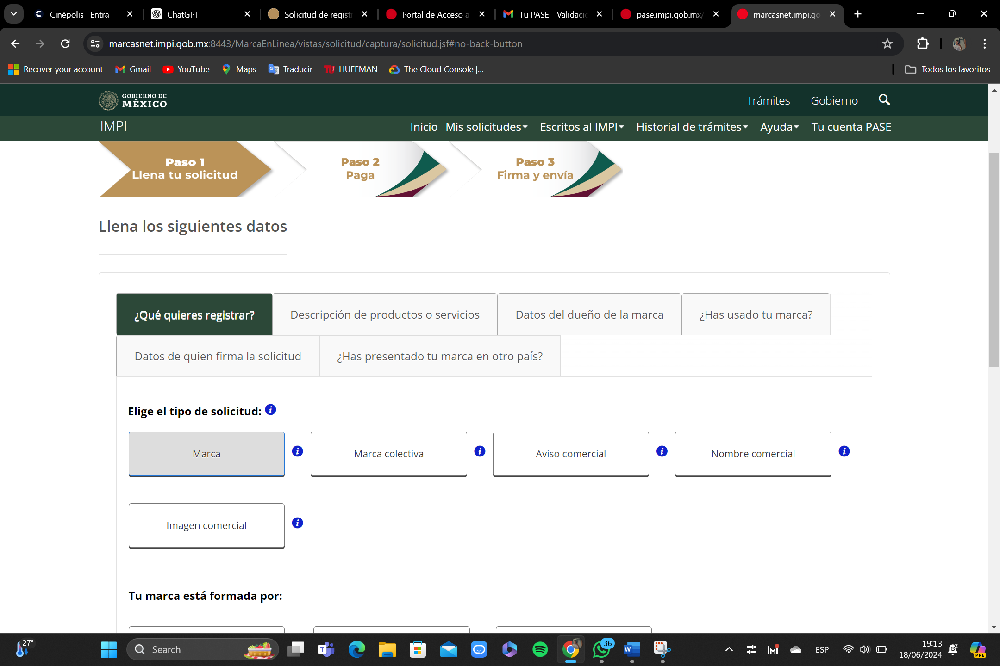 Cinépolis | Entra
ChatGPT
Solicitud de regist
Portal de Acceso a
Tu PASE - Validaci
pase.impi.gob.mx/
marcasnet.impi.go
marcasnet.impi.gob.mx:8443/MarcaEnLinea/vistas/solicitud/captura/solicitud.jsf#no-back-button
Recover your account
Gmail
YouTube
Maps
Traducir
HUFFMAN
The Cloud Console |...
Todos los favoritos
GOBIERNO DE
MÉXICO
Trámites
Gobierno
IMPI
Inicio
Mis solicitudes
Escritos al IMPI
Historial de trámites
Ayuda
Tu cuenta PASE
Paso 1
Llena tu solicitud
Paso 2
Paga
Paso 3
Firma y envía
Llena los siguientes datos
¿Qué quieres registrar?
Descripción de productos o servicios
Datos del dueño de la marca
¿Has usado tu marca?
Datos de quien firma la solicitud
¿Has presentado tu marca en otro país?
Elige el tipo de solicitud:
Marca
Marca colectiva
Aviso comercial
Nombre comercial
Imagen comercial
Tu marca está formada por:
27°
Search
36
ESP
19:13
18/06/2024
PRE